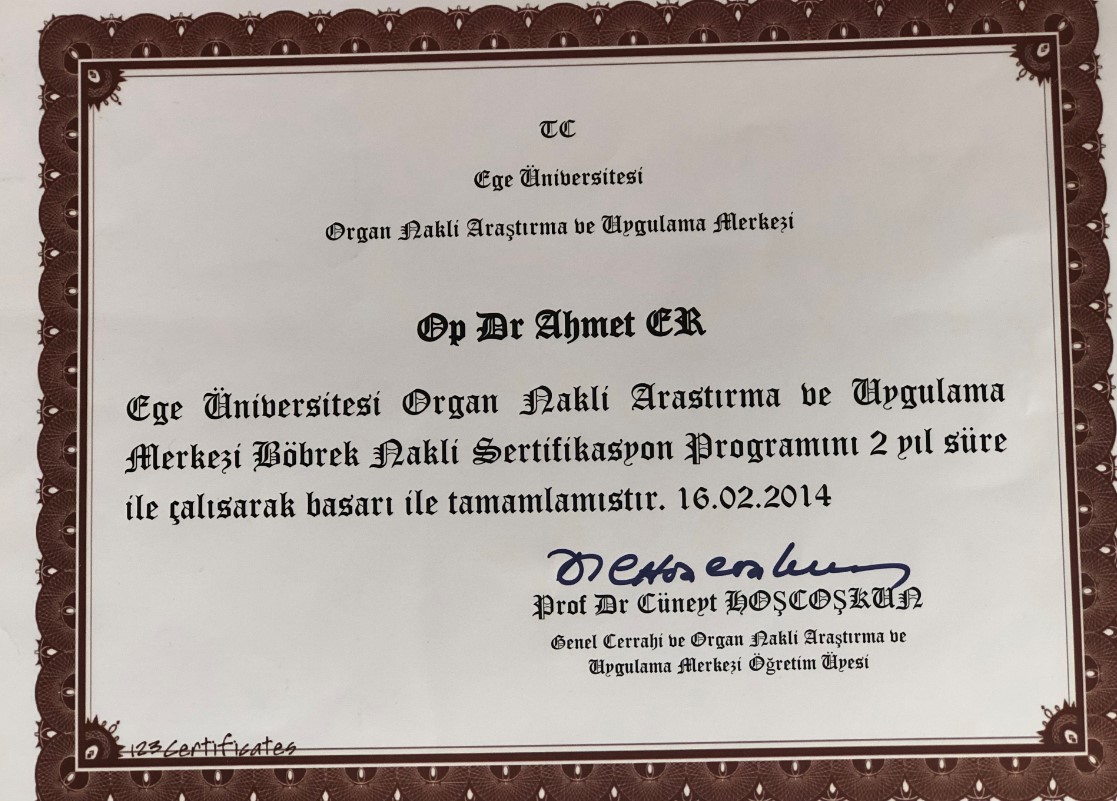 TC
Ege Üniversitesi
Organ Nakli Araştırma ve Uygulama Merkezi
Op Dr Ahmet ER
Ege Üniversitesi Organ Nakli Arastırma ve Uygulama
Merkezi Böbrek Nakli Sertifikasyon Programını 2 yıl süre
ile çalısarak basarı ile tamamlamıstır. 16.02.2014
Prof Dr Cüneyt HOŞCOŞKUN
Genel Cerrahi ve Organ Nakli Araştırma ve
Uygulama Merkezi Öğretim Üyesi
123Certificates